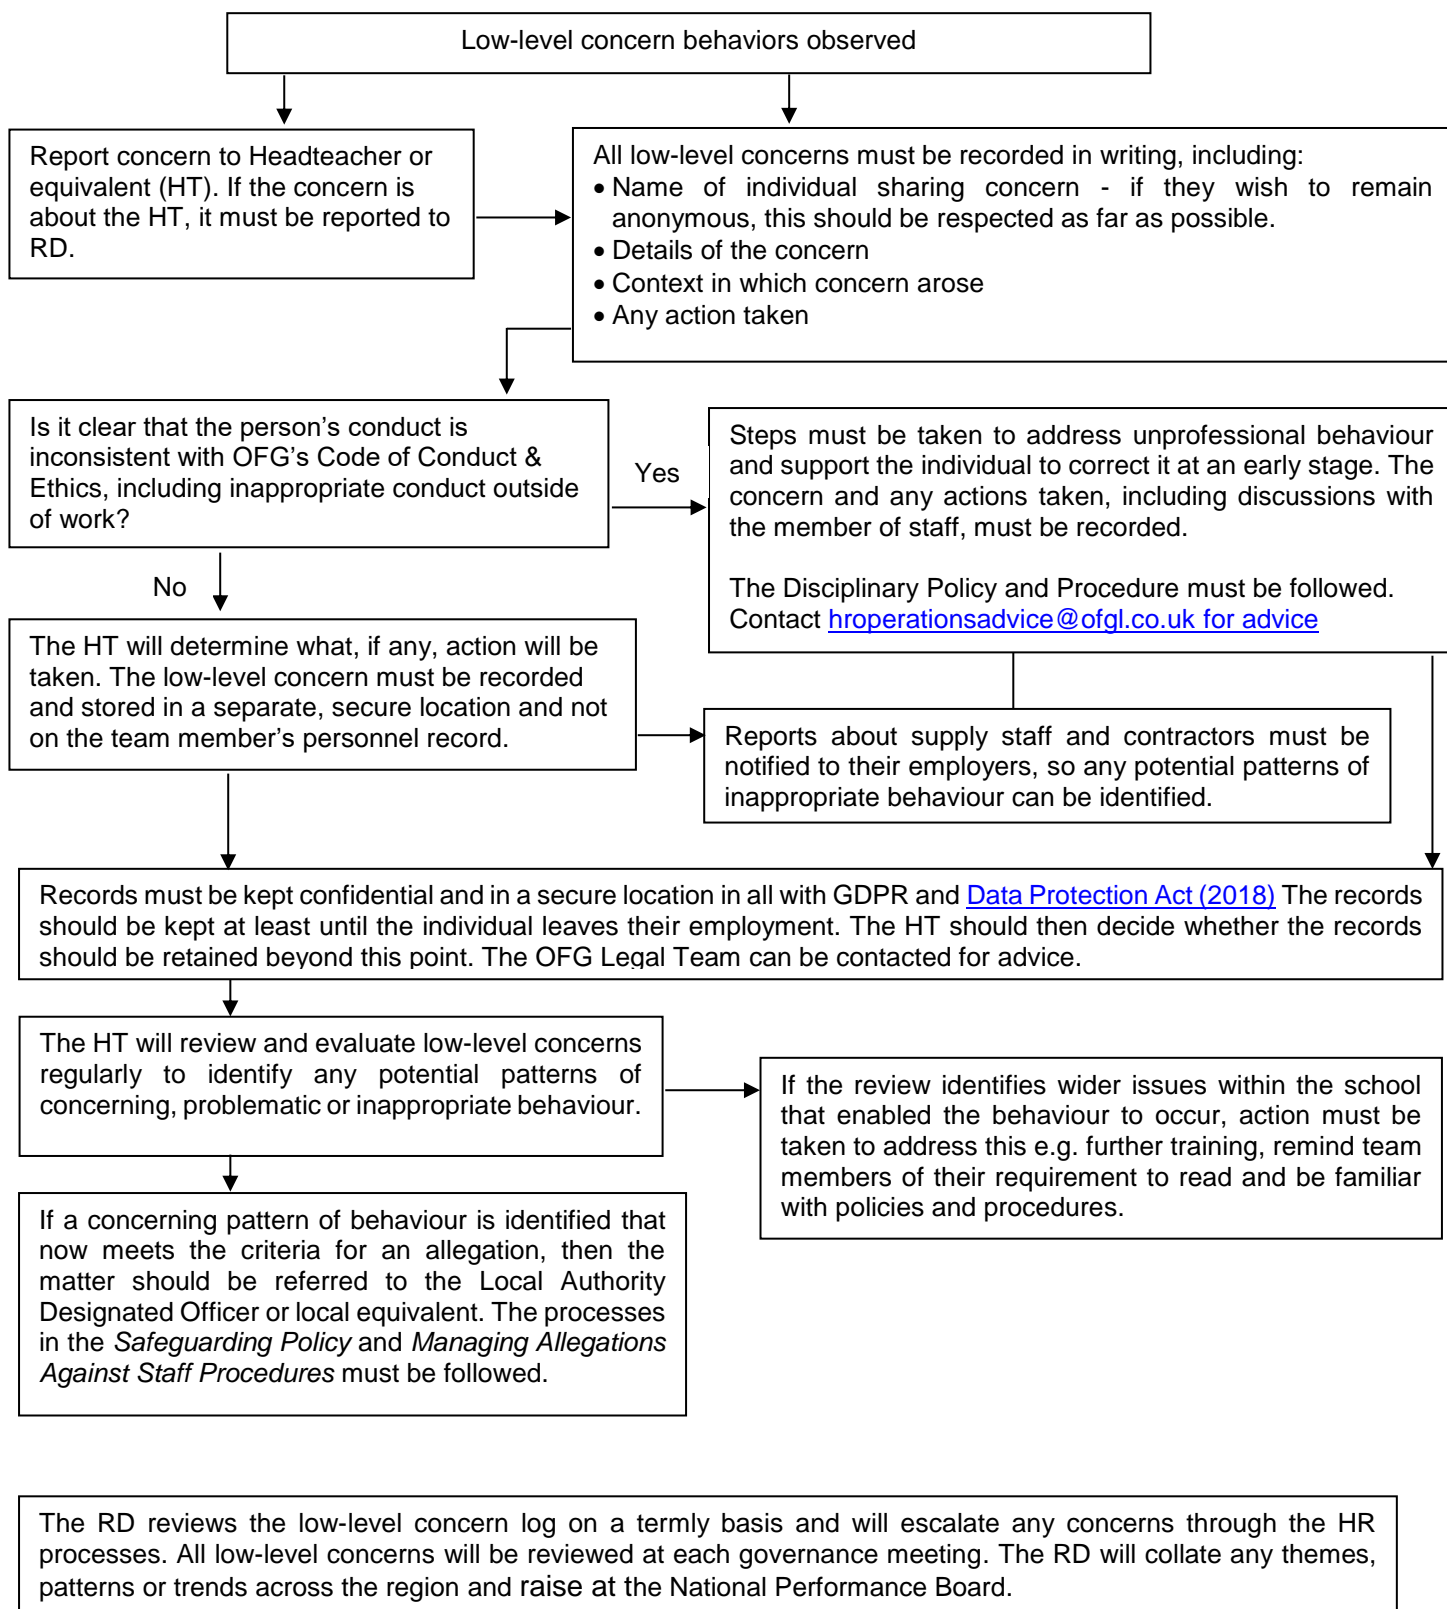 Low-level concern behaviors observed
Report concern to Headteacher or
equivalent (HT). If the concern is
about the HT, it must be reported to
RD.
All low-level concerns must be recorded in writing, including:
• Name of individual sharing concern - if they wish to remain
anonymous, this should be respected as far as possible.
• Details of the concern
• Context in which concern arose
• Any action taken
Is it clear that the person’s conduct is
inconsistent with OFG’s Code of Conduct &
Ethics, including inappropriate conduct outside
of work?
Yes
Steps must be taken to address unprofessional behaviour
and support the individual to correct it at an early stage. The
concern and any actions taken, including discussions with
the member of staff, must be recorded.
The Disciplinary Policy and Procedure must be followed.
Contact hroperationsadvice@ofgl.co.uk for advice
No
The HT will determine what, if any, action will be
taken. The low-level concern must be recorded
and stored in a separate, secure location and not
on the team member’s personnel record.
Reports about supply staff and contractors must be
notified to their employers, so any potential patterns of
inappropriate behaviour can be identified.
Records must be kept confidential and in a secure location in all with GDPR and Data Protection Act (2018) The records
should be kept at least until the individual leaves their employment. The HT should then decide whether the records
should be retained beyond this point. The OFG Legal Team can be contacted for advice.
The HT will review and evaluate low-level concerns
regularly to identify any potential patterns of
concerning, problematic or inappropriate behaviour.
If the review identifies wider issues within the school
that enabled the behaviour to occur, action must be
taken to address this e.g. further training, remind team
members of their requirement to read and be familiar
with policies and procedures.
If a concerning pattern of behaviour is identified that
now meets the criteria for an allegation, then the
matter should be referred to the Local Authority
Designated Officer or local equivalent. The processes
in the Safeguarding Policy and Managing Allegations
Against Staff Procedures must be followed.
The RD reviews the low-level concern log on a termly basis and will escalate any concerns through the HR
processes. All low-level concerns will be reviewed at each governance meeting. The RD will collate any themes,
patterns or trends across the region and raise at the National Performance Board.